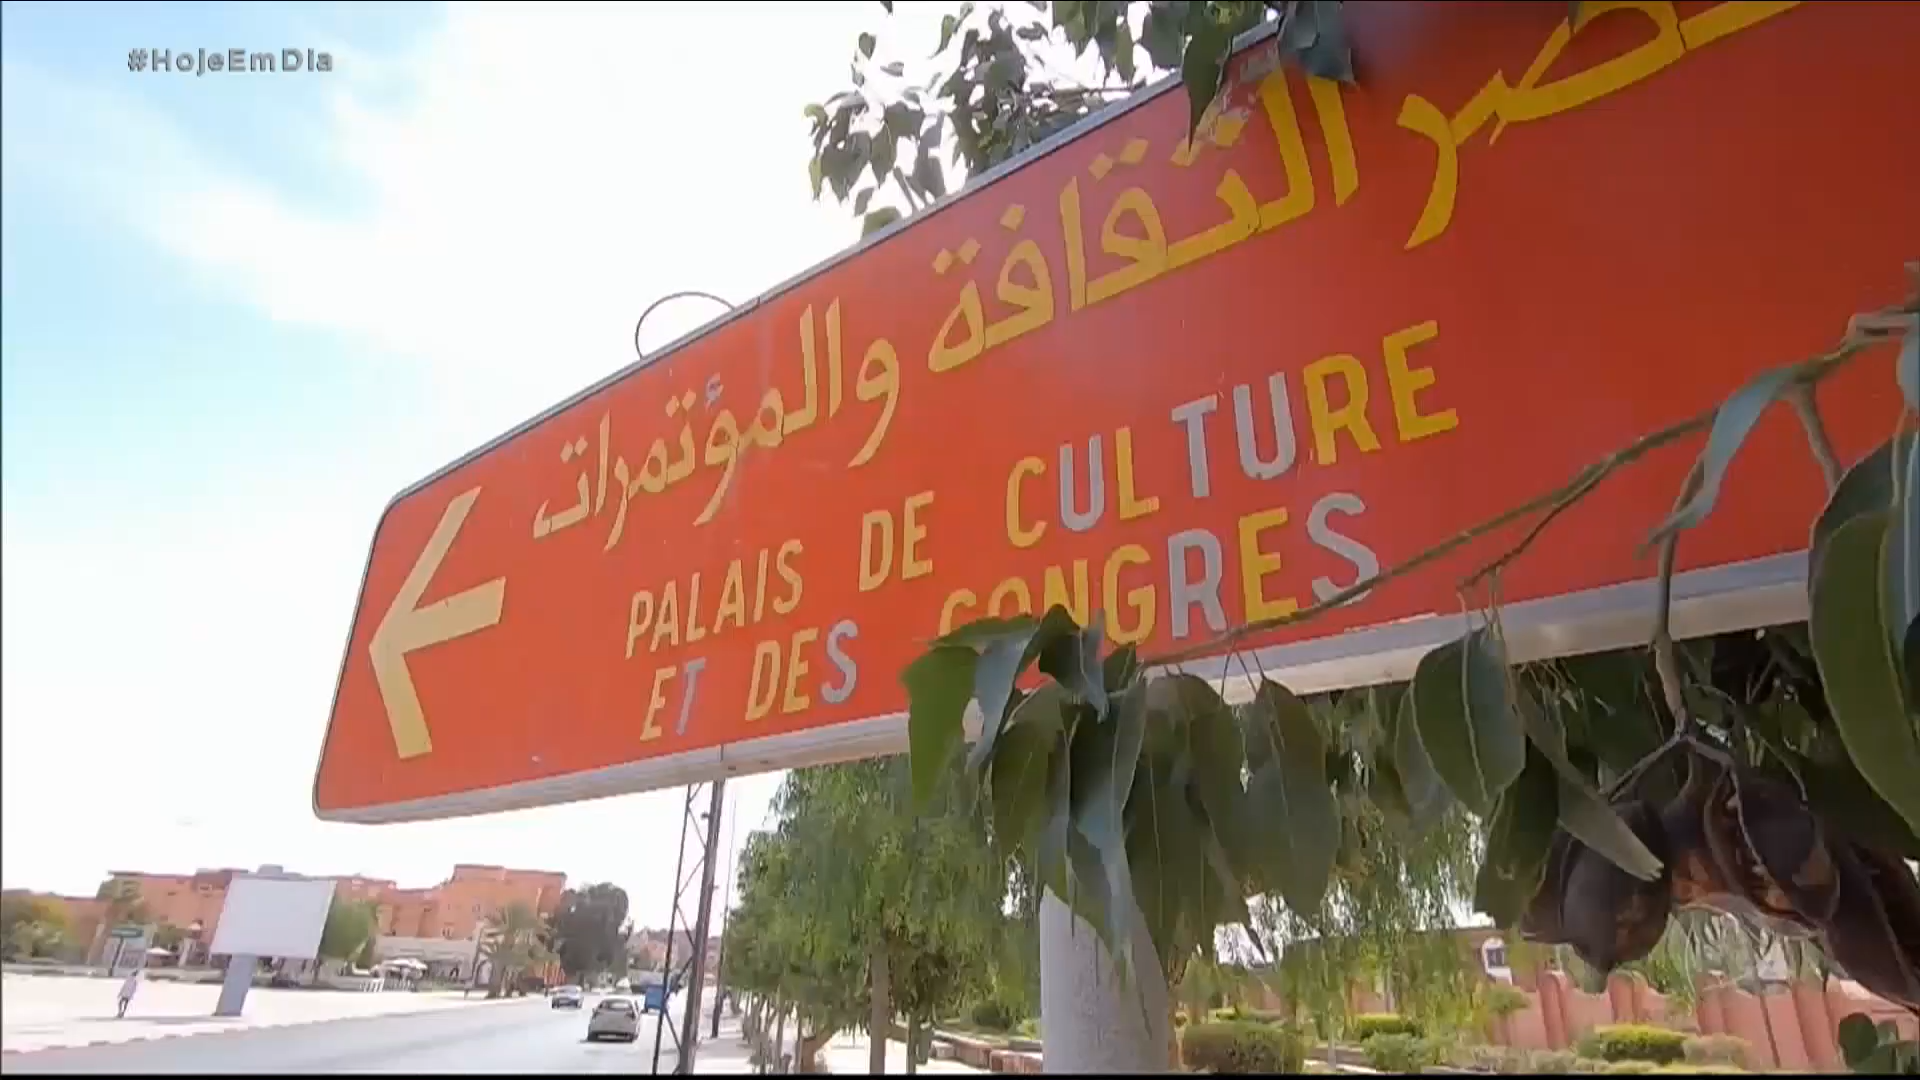 #HojeEmDia
قصر الثقافة والمؤتمرات
PALAIS DE CULTURE
ET DES CONGRES